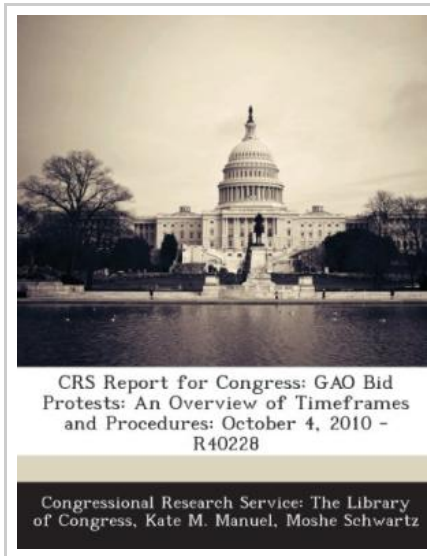 CRS Report for Congress: GAO Bid
Protests: An Overview of Timeframes
and Procedures: October 4, 2010 -
R40228
Congressional Research Service: The Library
of Congress, Kate M. Manuel, Moshe Schwartz